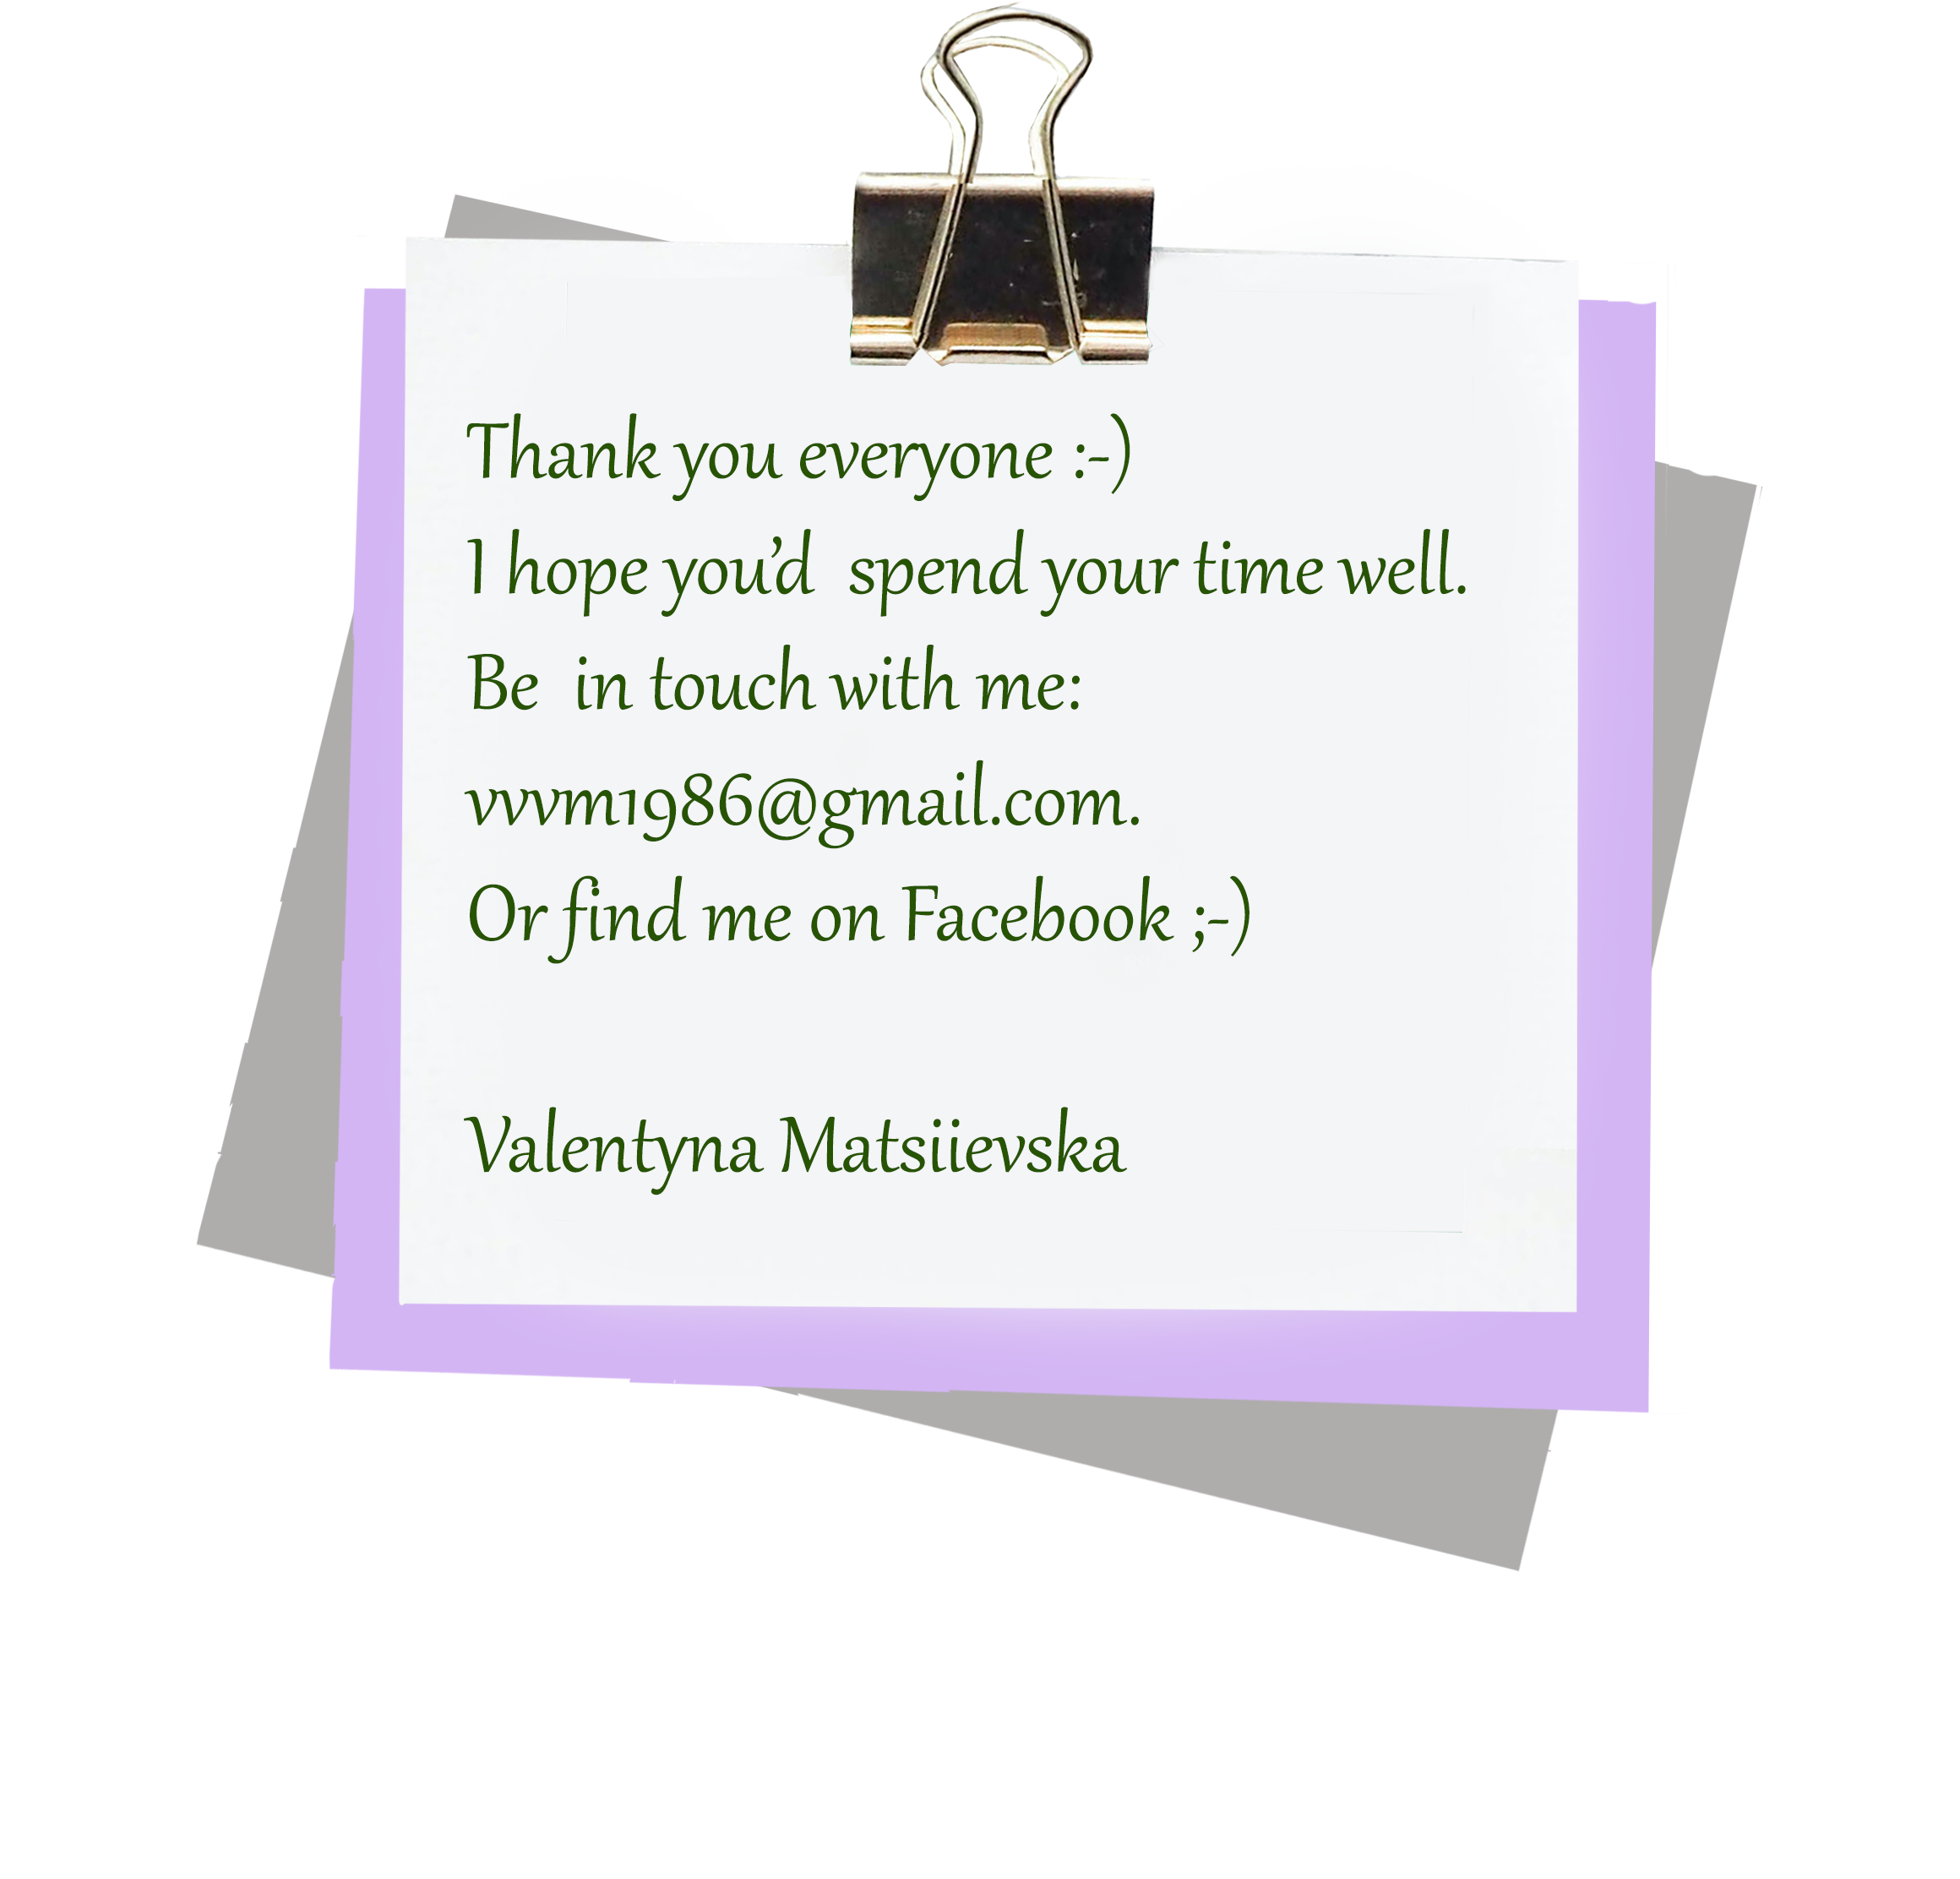 Thank you everyone :-)
I hope you’d spend your time well.
Be in touch with me:
vvvm1986@gmail.com.
Or find me on Facebook ;-)
Valentyna Matsiievska